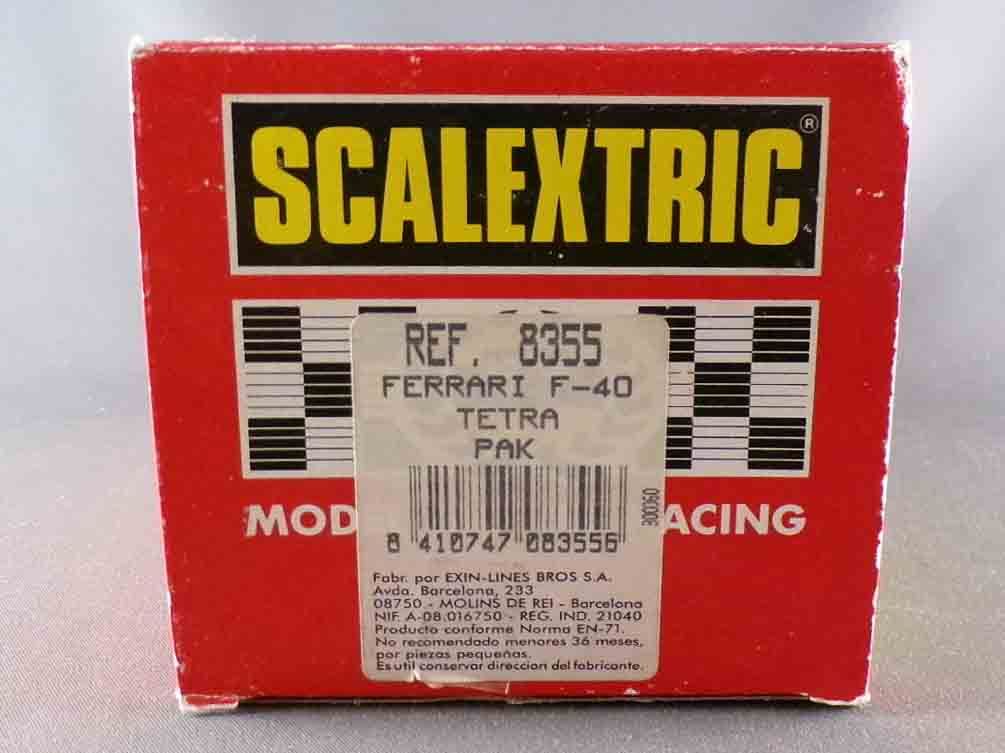 SCALEXTRIC ®
REF. 8355
FERRARI F-40
TETRA
PAK
300360
8 410747 083556
MOD ACING
Fabr. por EXIN-LINES BROS S.A.
Avda. Barcelona, 233
08750 - MOLINS DE REI - Barcelona
NIF. A-08.016750 - REG. IND. 21040
Producto conforme Norma EN-71.
No recomendado menores 36 meses,
por piezas pequeñas.
Es util conservar direccion del fabricante.